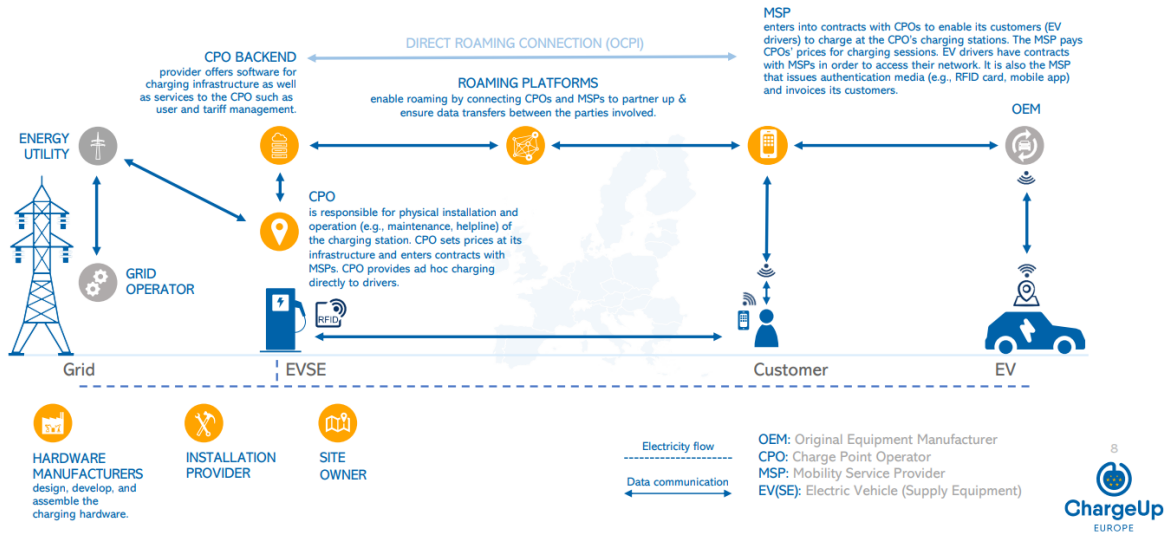 DIRECT ROAMING CONNECTION (OCPI)
CPO BACKEND
provider offers software for
charging infrastructure as well
as services to the CPO such as
user and tariff management.
ROAMING PLATFORMS
enable roaming by connecting CPOs and MSPs to partner up &
ensure data transfers between the parties involved.
MSP
enters into contracts with CPOs to enable its customers (EV
drivers) to charge at the CPO's charging stations. The MSP pays
CPOs' prices for charging sessions. EV drivers have contracts
with MSPs in order to access their network. It is also the MSP
that issues authentication media (e.g., RFID card, mobile app)
and invoices its customers.
OEM
ENERGY
UTILITY
CPO
is responsible for physical installation and
operation (e.g., maintenance, helpline) of
the charging station. CPO sets prices at its
infrastructure and enters contracts with
MSPs. CPO provides ad hoc charging
directly to drivers.
GRID
OPERATOR
RFID
Grid
EVSE
Customer
EV
HARDWARE
MANUFACTURERS
design, develop, and
assemble the
charging hardware.
INSTALLATION
PROVIDER
SITE
OWNER
Electricity flow
Data communication
OEM: Original Equipment Manufacturer
CPO: Charge Point Operator
MSP: Mobility Service Provider
EV(SE): Electric Vehicle (Supply Equipment)
8
ChargeUp
EUROPE